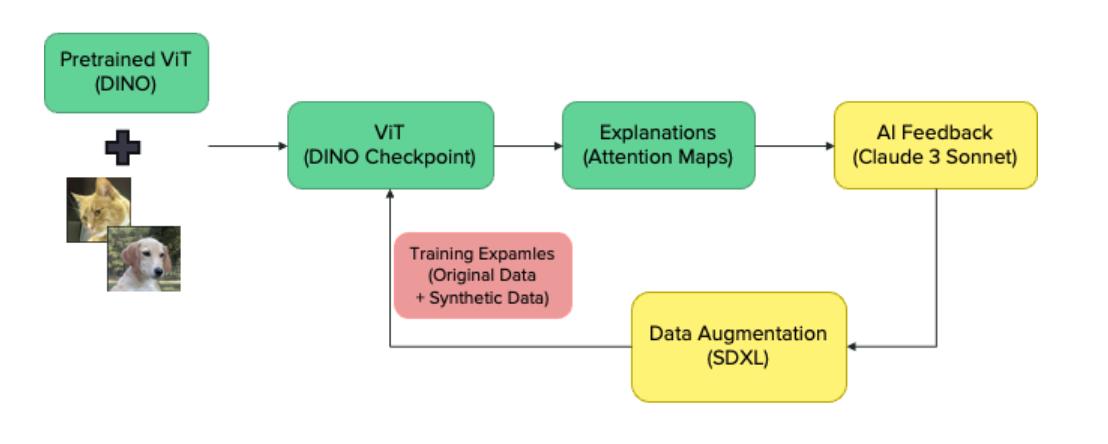 Pretrained ViT
(DINO)
ViT
(DINO Checkpoint)
Explanations
(Attention Maps)
AI Feedback
(Claude 3 Sonnet)
Training Expamles
(Original Data
+ Synthetic Data)
Data Augmentation
(SDXL)